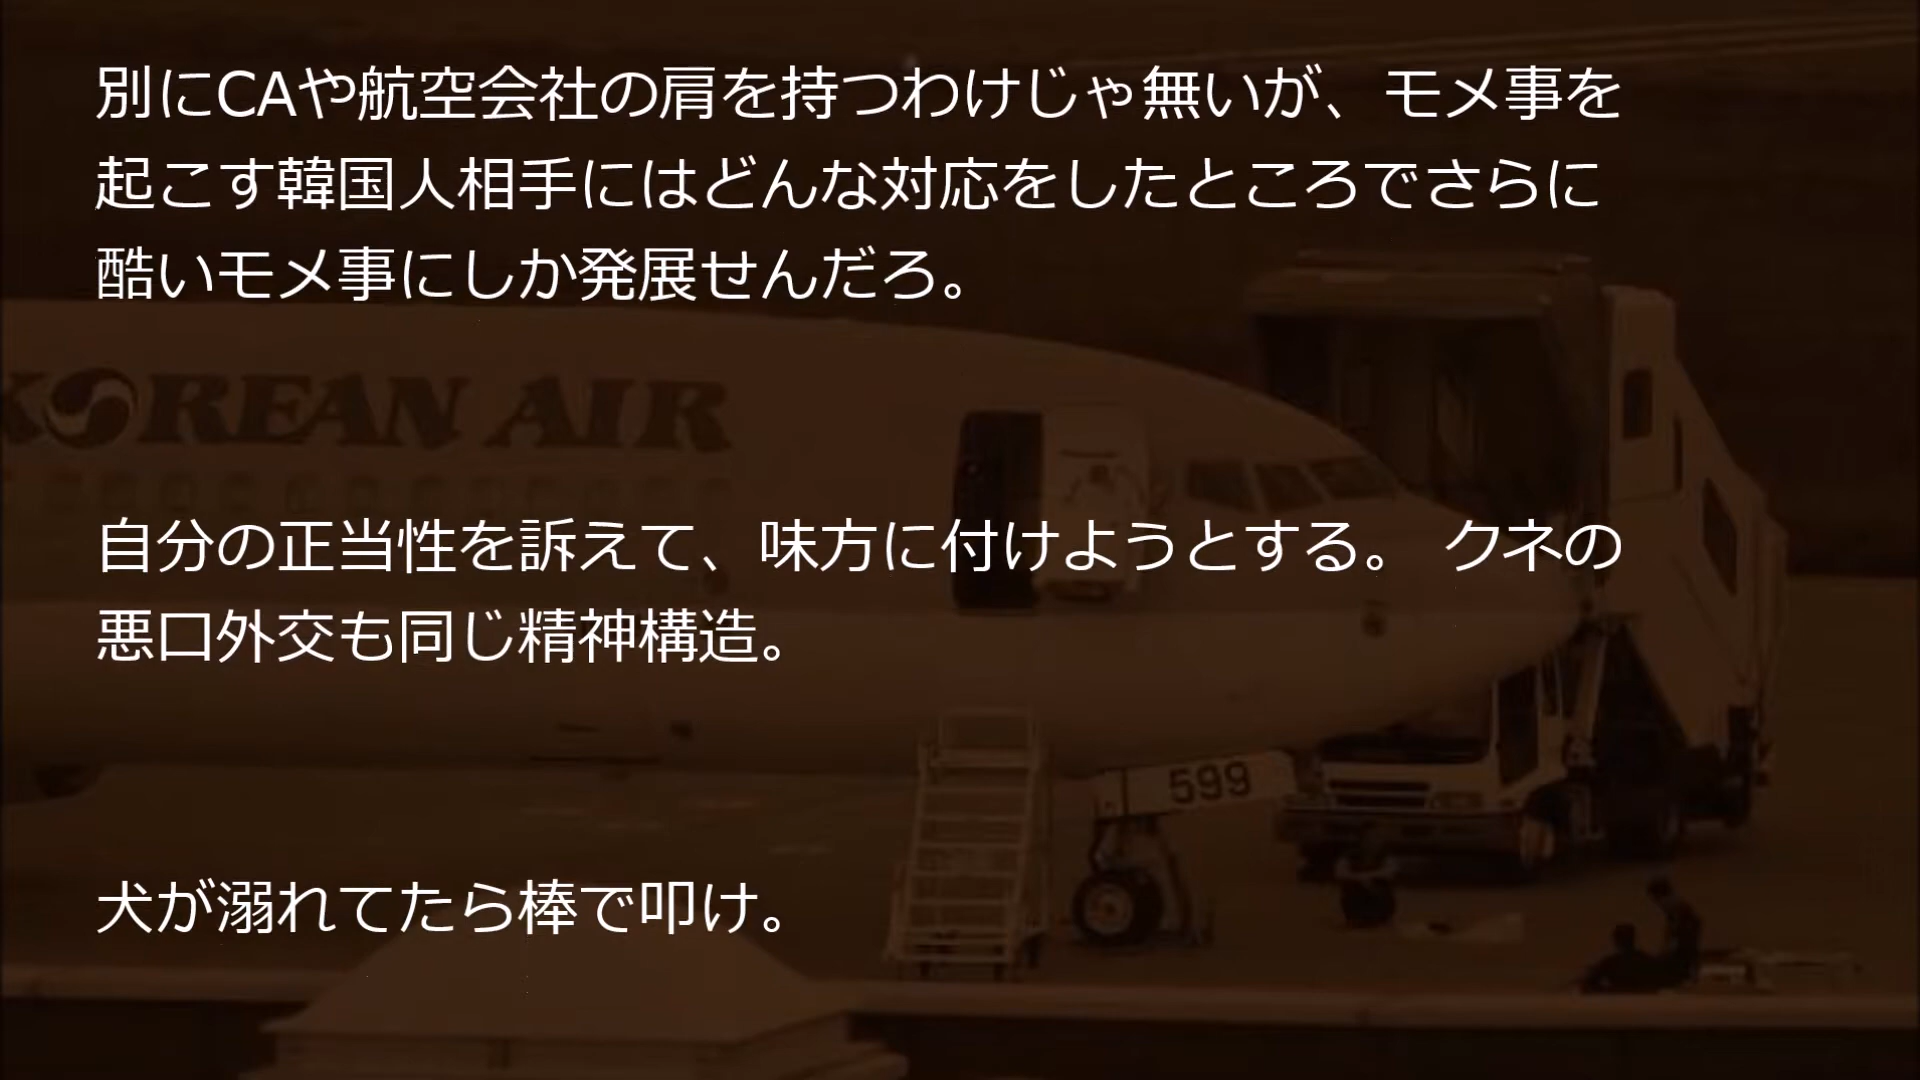 別にCAや航空会社の肩を持つわけじゃ無いが、モメ事を
起こす韓国人相手にはどんな対応をしたところでさらに
酷いモメ事にしか発展せんだろ。
KOREAN AIR
自分の正当性を訴えて、味方に付けようとする。 クネの
悪口外交も同じ精神構造。
599
犬が溺れてたら棒で叩け。